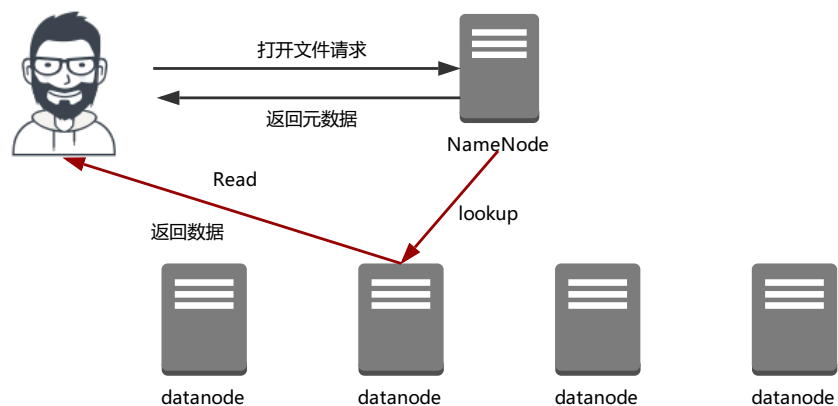 打开文件请求
返回元数据
NameNode
Read
lookup
返回数据
datanode
datanode
datanode
datanode